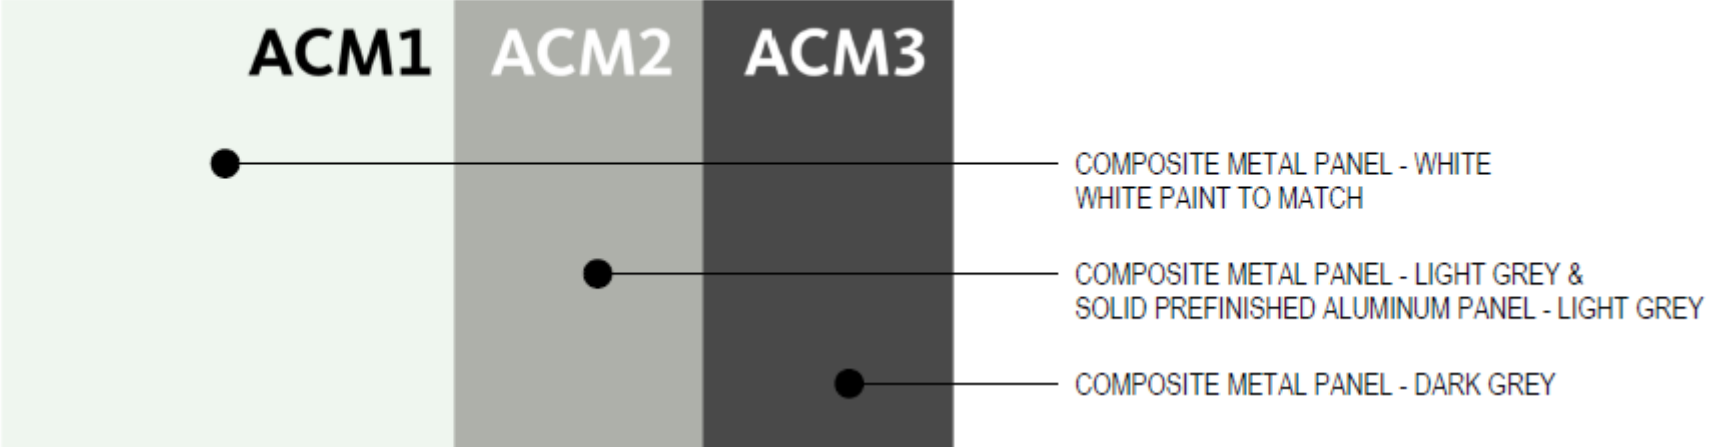 ACM1 ACM2 ACM3
COMPOSITE METAL PANEL - WHITE
WHITE PAINT TO MATCH
COMPOSITE METAL PANEL - LIGHT GREY &
SOLID PREFINISHED ALUMINUM PANEL - LIGHT GREY
COMPOSITE METAL PANEL - DARK GREY